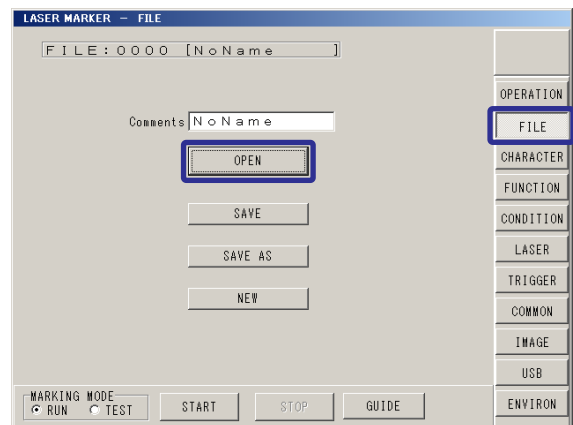 LASER MARKER － FILE
FILE:0000 [NoName        ]
OPERATION
Comments NoName
FILE
OPEN
CHARACTER
FUNCTION
SAVE
CONDITION
SAVE AS
LASER
TRIGGER
NEW
COMMON
IMAGE
USB
MARKING MODE
RUN TEST START STOP GUIDE
ENVIRON